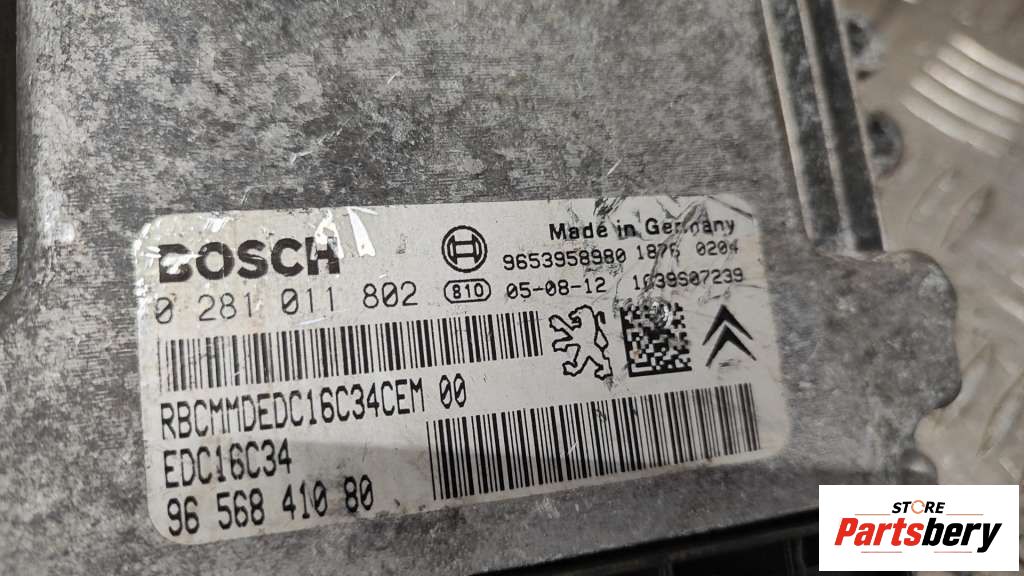 BOSCH
Made in Germany
9653958980 1876 0204
0 281 011 802 810 05-08-12 1039S07239
RBCMMDEDC16C34CEM 00
EDC16C34
96 568 410 80
STORE
Partsbery